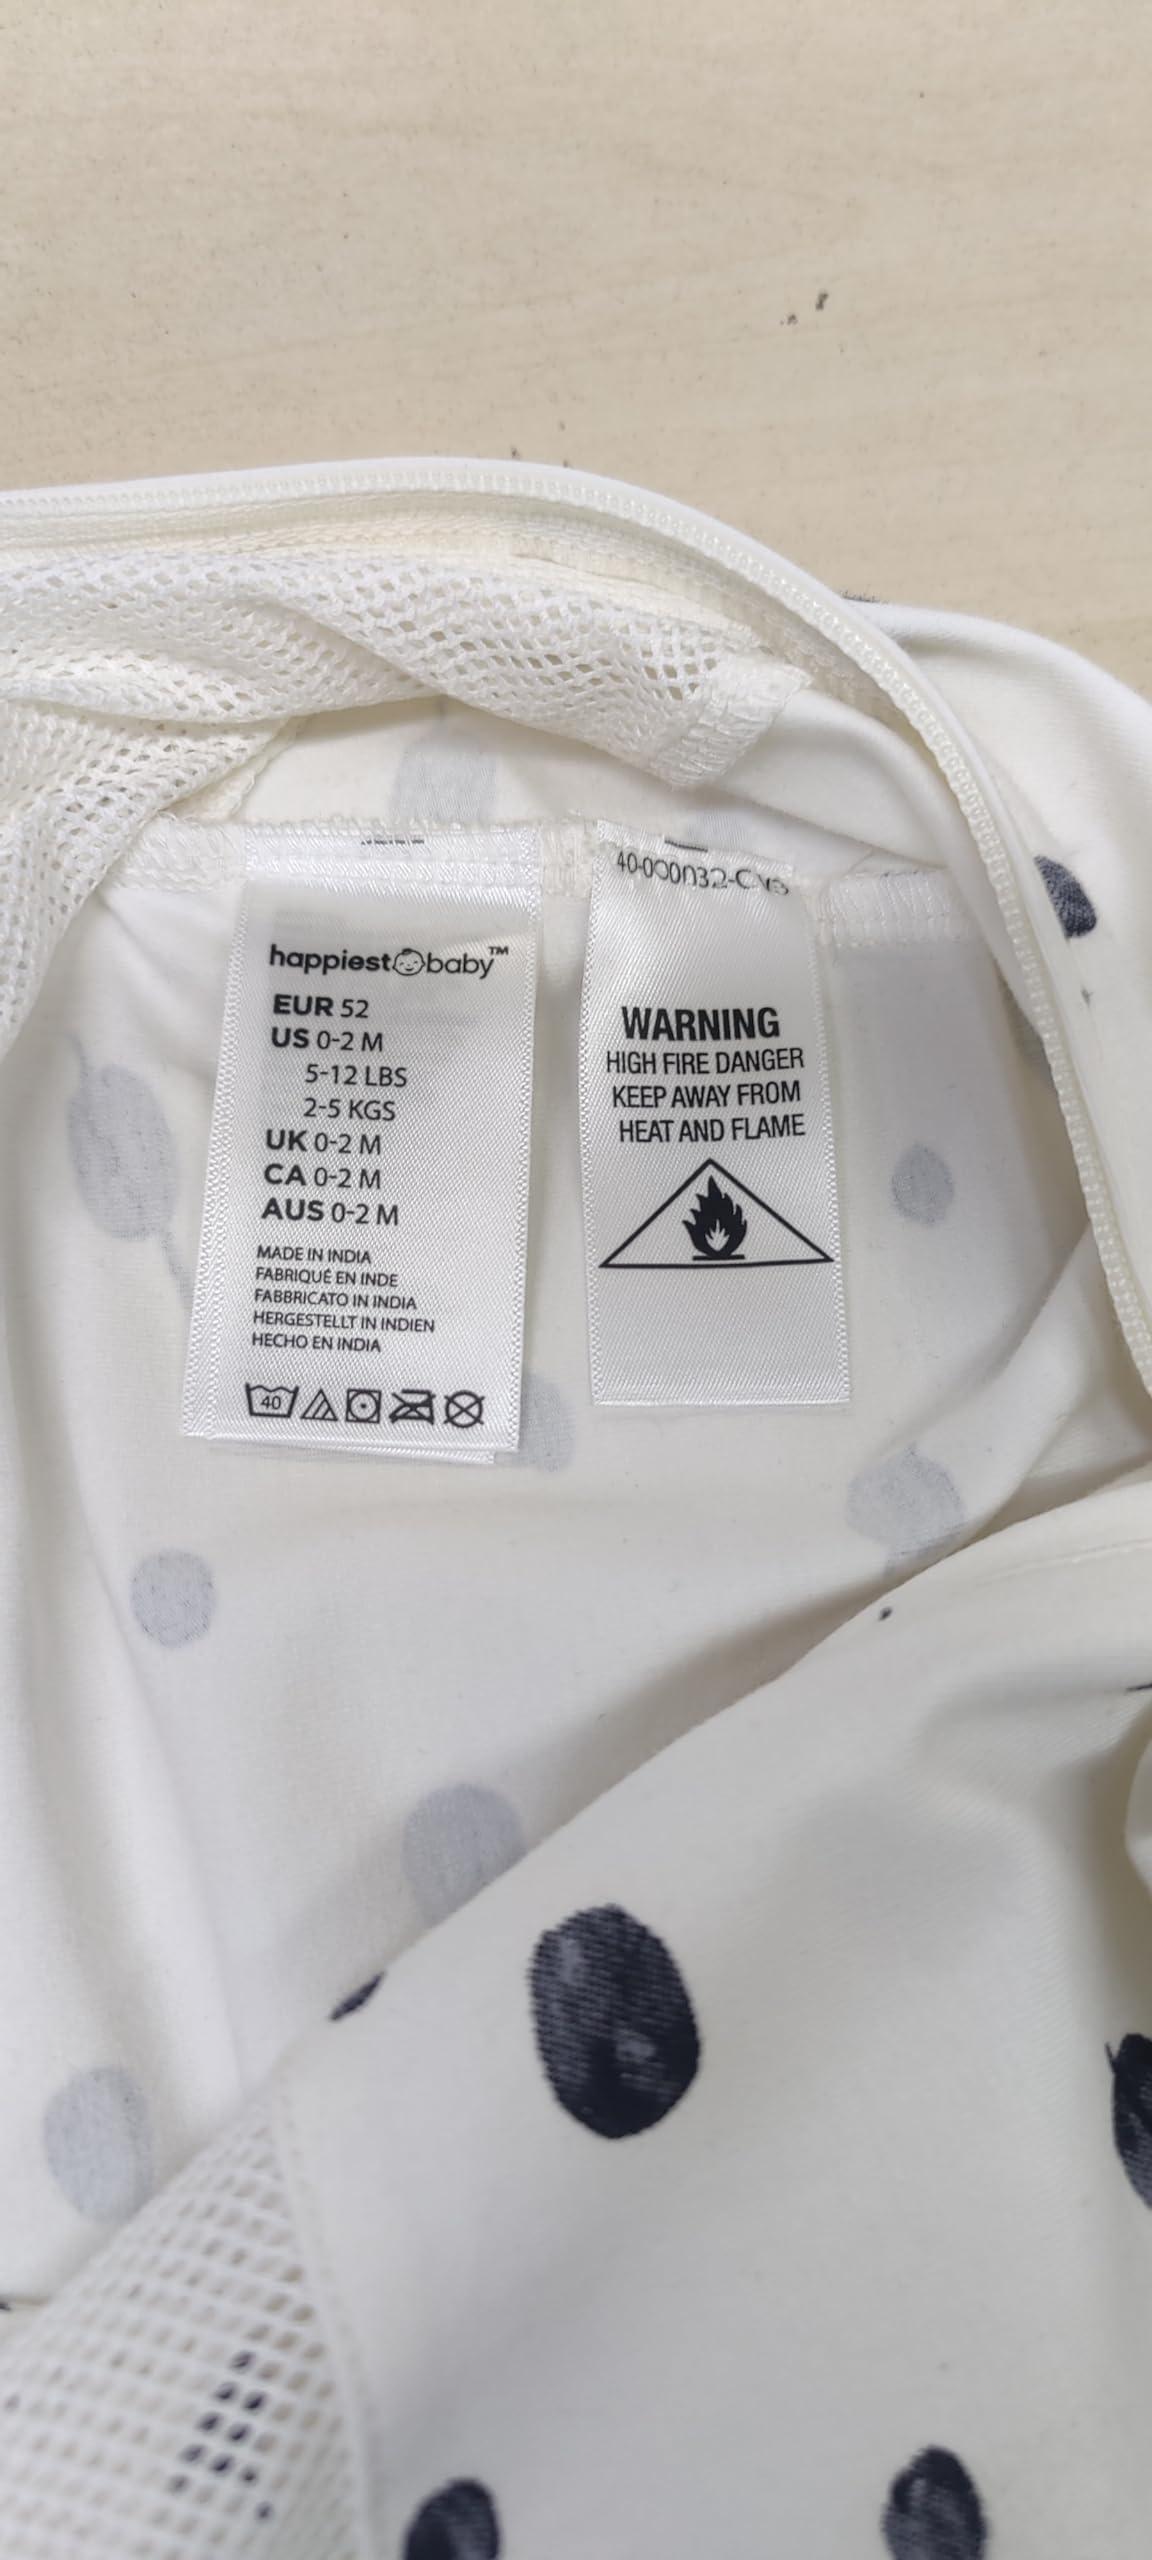 happiest baby™
EUR 52
US 0-2 M
5-12 LBS
2-5 KGS
UK 0-2 M
CA 0-2 M
AUS 0-2 M
MADE IN INDIA
FABRIQUÉ EN INDE
FABBRICATO IN INDIA
HERGESTELLT IN INDIEN
HECHO EN INDIA
40
WARNING
HIGH FIRE DANGER
KEEP AWAY FROM
HEAT AND FLAME